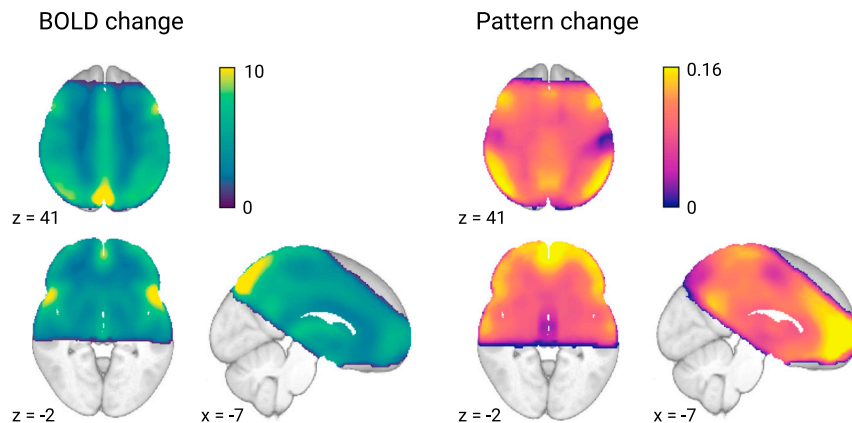 BOLD change
Pattern change
10
0
z = 41
0.16
0
z = 41
z = -2
x = -7
z = -2
x = -7